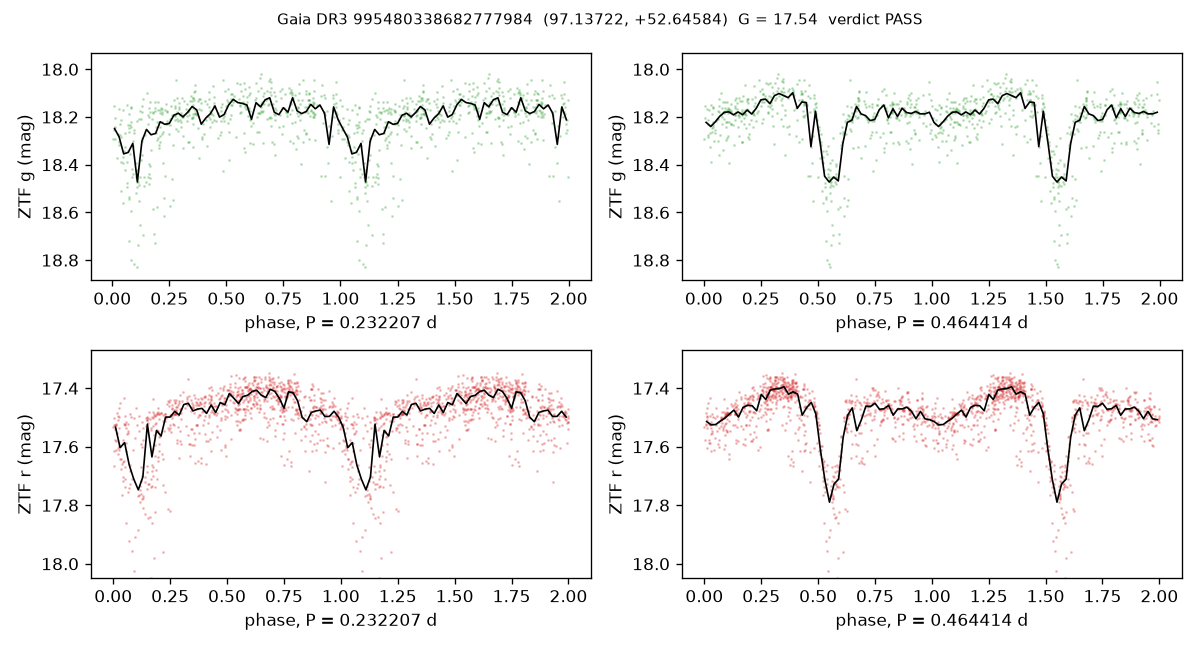 Gaia DR3 995480338682777984  (97.13722, +52.64584)  G = 17.54  verdict PASS
ZTF g (mag)
18.0
18.2
18.4
18.6
18.8
0.00 0.25 0.50 0.75 1.00 1.25 1.50 1.75 2.00
phase, P = 0.232207 d
ZTF g (mag)
18.0
18.2
18.4
18.6
18.8
0.00 0.25 0.50 0.75 1.00 1.25 1.50 1.75 2.00
phase, P = 0.464414 d
ZTF r (mag)
17.4
17.6
17.8
18.0
0.00 0.25 0.50 0.75 1.00 1.25 1.50 1.75 2.00
phase, P = 0.232207 d
ZTF r (mag)
17.4
17.6
17.8
18.0
0.00 0.25 0.50 0.75 1.00 1.25 1.50 1.75 2.00
phase, P = 0.464414 d